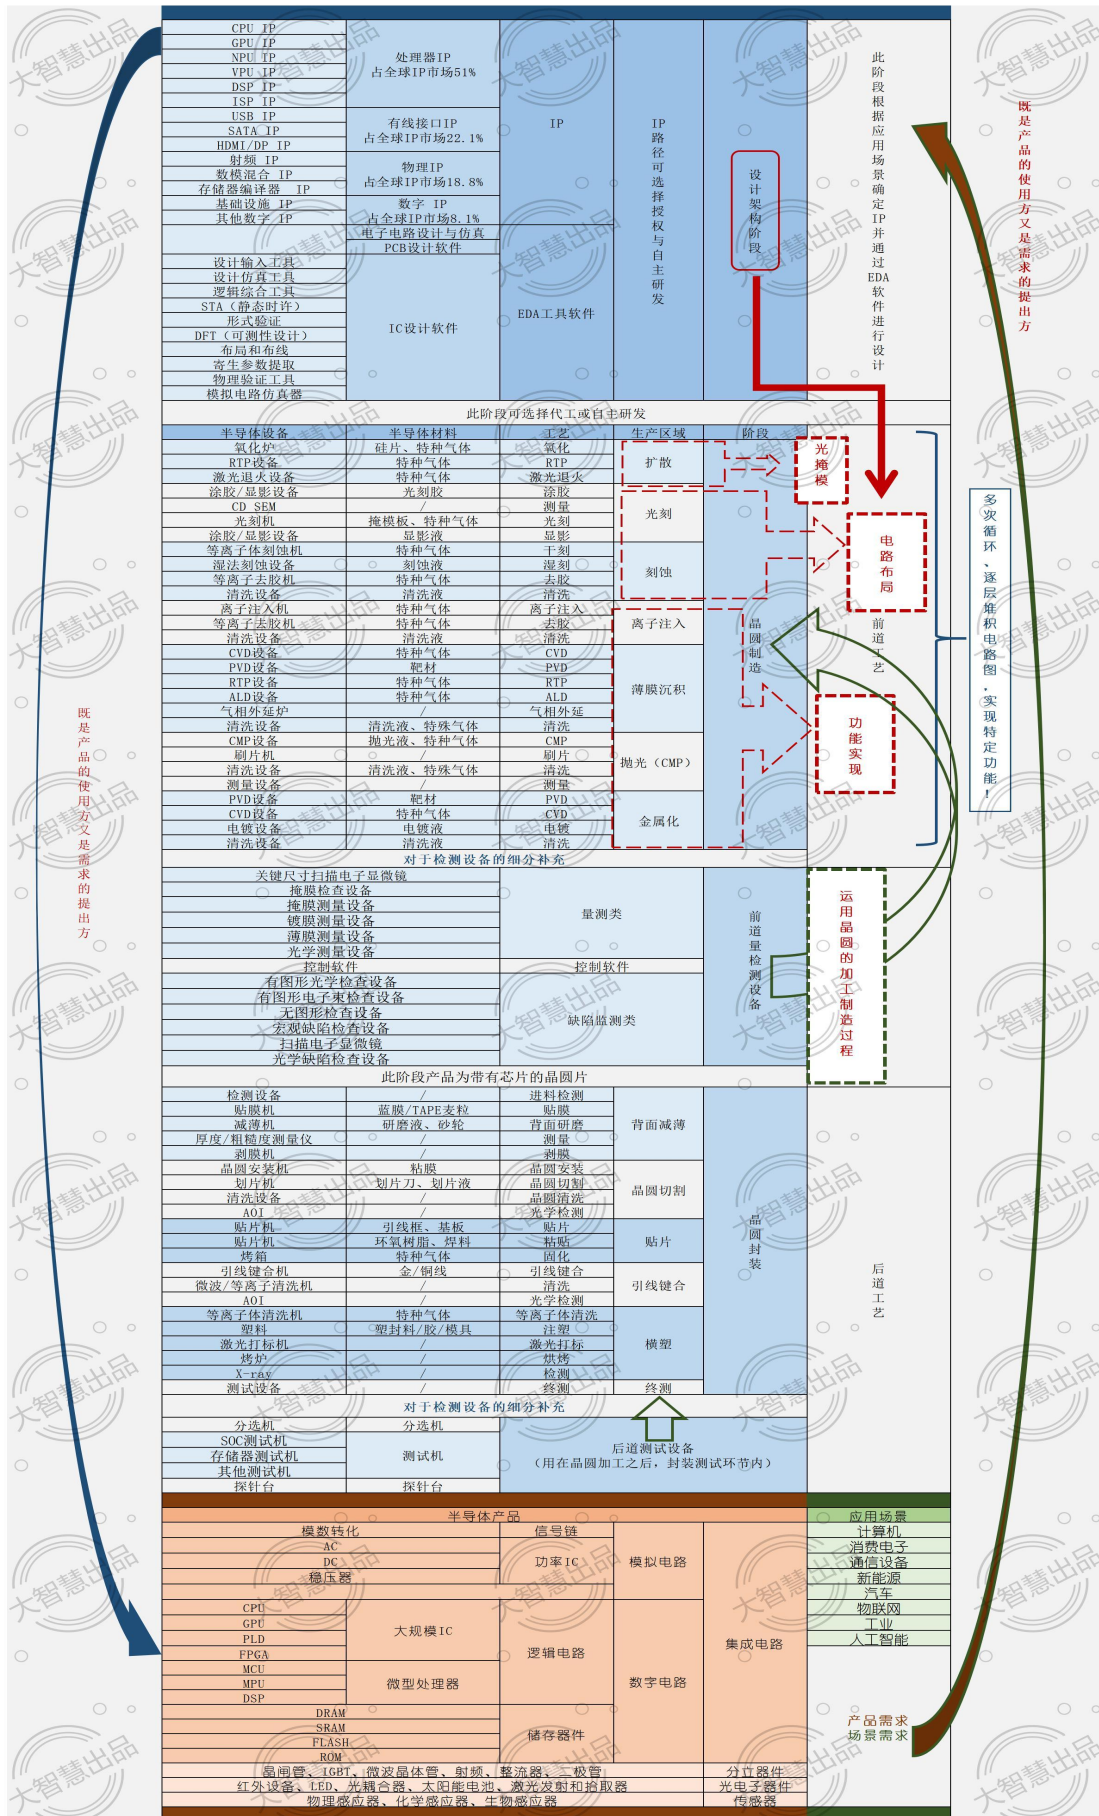 CPU IP
GPU IP
NPU IP
VPU IP
DSP IP
ISP IP
处理器IP
占全球IP市场51%
USB IP
SATA IP
HDMI/DP IP
有线接口IP
占全球IP市场22.1%
射频 IP
数模混合 IP
存储器编译器 IP
物理IP
占全球IP市场18.8%
基础设施 IP
其他数字 IP
数字 IP
占全球IP市场8.1%
IP
IP路径可选择授权与自主研发
设计架构阶段
此阶段根据应用场景确定IP并通过EDA软件进行设计
电子电路设计与仿真
PCB设计软件
设计输入工具
设计仿真工具
逻辑综合工具
STA（静态时许）
形式验证
DFT（可测性设计）
布局和布线
寄生参数提取
物理验证工具
模拟电路仿真器
IC设计软件
EDA工具软件
此阶段可选择代工或自主研发
半导体设备 半导体材料 工艺 生产区域 阶段
氧化炉 硅片、特种气体 氧化
RTP设备 特种气体 RTP
激光退火设备 特种气体 激光退火
扩散
光掩模
涂胶/显影设备 光刻胶 涂胶
CD SEM / 测量
光刻机 掩模板、特种气体 光刻
涂胶/显影设备 显影液 显影
光刻
等离子体刻蚀机 特种气体 干刻
湿法刻蚀设备 刻蚀液 湿刻
等离子去胶机 特种气体 去胶
清洗设备 清洗液 清洗
刻蚀
电路布局
离子注入机 特种气体 离子注入
等离子去胶机 特种气体 去胶
清洗设备 清洗液 清洗
离子注入
CVD设备 特种气体 CVD
PVD设备 靶材 PVD
RTP设备 特种气体 RTP
ALD设备 特种气体 ALD
气相外延炉 / 气相外延
清洗设备 清洗液、特殊气体 清洗
薄膜沉积
CMP设备 抛光液、特种气体 CMP
刷片机 / 刷片
清洗设备 清洗液、特殊气体 清洗
测量设备 / 测量
抛光（CMP）
PVD设备 靶材 PVD
CVD设备 特种气体 CVD
电镀设备 电镀液 电镀
清洗设备 清洗液 清洗
金属化
晶圆制造
前道工艺
功能实现
多次循环、逐层堆积电路图，实现特定功能！
对于检测设备的细分补充
关键尺寸扫描电子显微镜
掩膜检查设备
掩膜测量设备
镀膜测量设备
薄膜测量设备
光学测量设备
量测类
控制软件 控制软件
有图形光学检查设备
有图形电子束检查设备
无图形检查设备
宏观缺陷检查设备
扫描电子显微镜
光学缺陷检查设备
缺陷监测类
前道量检测设备
运用晶圆的加工制造过程
此阶段产品为带有芯片的晶圆片
检测设备 / 进料检测
贴膜机 蓝膜/TAPE麦粒 贴膜
减薄机 研磨液、砂轮 背面研磨
厚度/粗糙度测量仪 / 测量
剥膜机 / 剥膜
背面减薄
晶圆安装机 粘膜 晶圆安装
划片机 划片刀、划片液 晶圆切割
清洗设备 / 晶圆清洗
AOI / 光学检测
晶圆切割
贴片机 引线框、基板 贴片
贴片机 环氧树脂、焊料 粘贴
烤箱 特种气体 固化
贴片
引线键合机 金/铜线 引线键合
微波/等离子清洗机 / 清洗
AOI / 光学检测
引线键合
等离子体清洗机 特种气体 等离子体清洗
塑料 塑封料/胶/模具 注塑
激光打标机 / 激光打标
烤炉 / 烘烤
X-ray / 检测
横塑
测试设备 / 终测 终测
晶圆封装
后道工艺
对于检测设备的细分补充
分选机 分选机
SOC测试机
存储器测试机
其他测试机
测试机
探针台 探针台
后道测试设备
（用在晶圆加工之后，封装测试环节内）
半导体产品 应用场景
模数转化 信号链
AC
DC
稳压器
功率IC
模拟电路
CPU
GPU
PLD
FPGA
大规模IC
MCU
MPU
DSP
微型处理器
逻辑电路
DRAM
SRAM
FLASH
ROM
储存器件
数字电路
集成电路
晶闸管、IGBT、微波晶体管、射频、整流器、二极管 分立器件
红外设备、LED、光耦合器、太阳能电池、激光发射和拾取器 光电子器件
物理感应器、化学感应器、生物感应器 传感器
计算机
消费电子
通信设备
新能源
汽车
物联网
工业
人工智能
产品需求
场景需求
既是产品的使用方又是需求的提出方
既是产品的使用方又是需求的提出方
大智慧出品